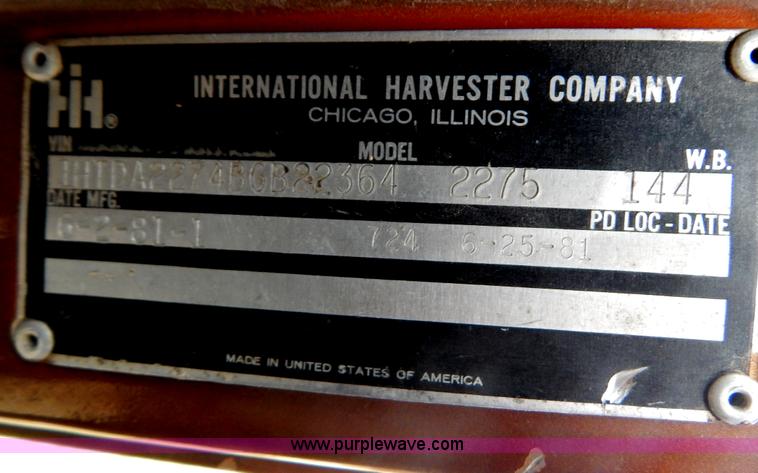 IH®
INTERNATIONAL HARVESTER COMPANY
CHICAGO, ILLINOIS
VIN MODEL W.B.
2275 144
DATE MFG. PD LOC-DATE
6-2-81-1 724 6-25-81
MADE IN UNITED STATES OF AMERICA
www.purplewave.com